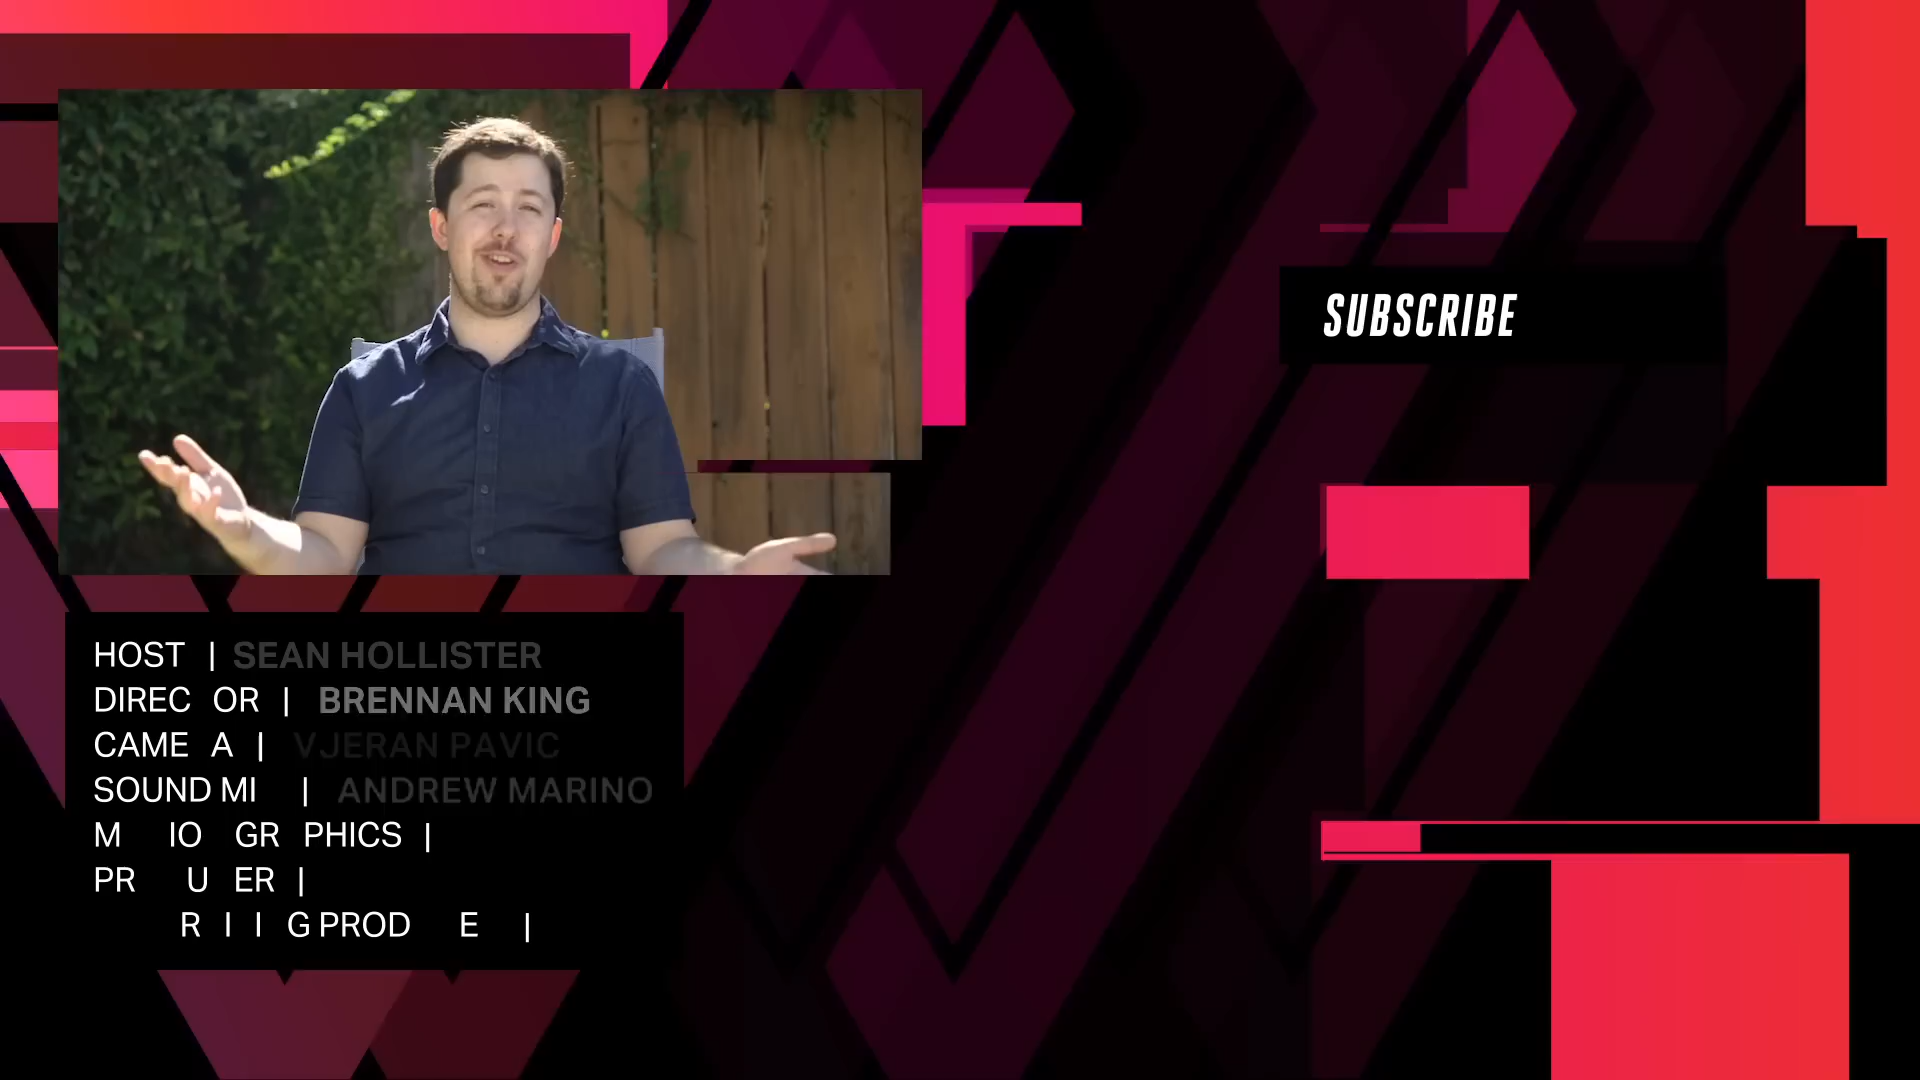 SUBSCRIBE
HOST | SEAN HOLLISTER
DIREC OR | BRENNAN KING
CAME A | VJERAN PAVIC
SOUND MI | ANDREW MARINO
M IO GR PHICS |
PR U ER |
R I I G PROD E |